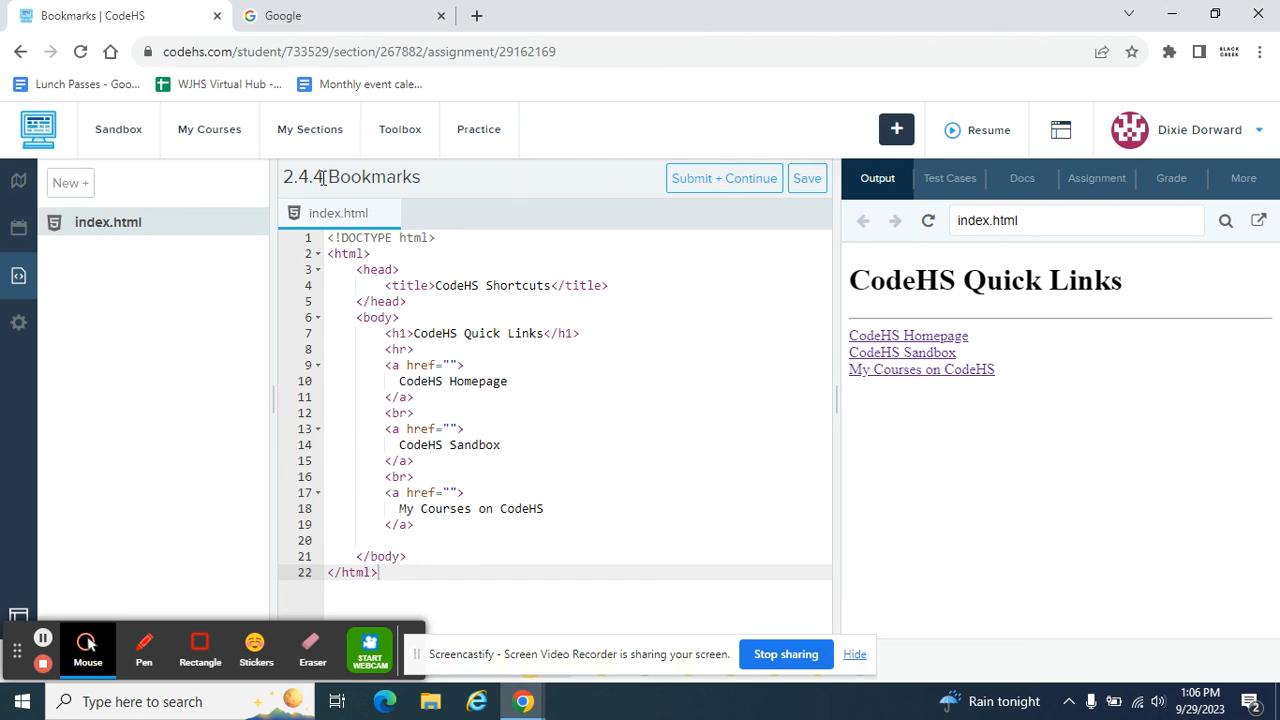 Bookmarks | CodeHS
Google
codehs.com/student/733529/section/267882/assignment/29162169
BLACK
CREEK
Lunch Passes - Goo...
WJHS Virtual Hub -...
Monthly event cale...
Sandbox
My Courses
My Sections
Toolbox
Practice
+
Resume
Dixie Dorward
New +
index.html
2.4.4 Bookmarks
Submit + Continue
Save
index.html
1 <!DOCTYPE html>
2 <html>
3 <head>
4 <title>CodeHS Shortcuts</title>
5 </head>
6 <body>
7 <h1>CodeHS Quick Links</h1>
8 <hr>
9 <a href="">
10 CodeHS Homepage
11 </a>
12 <br>
13 <a href="">
14 CodeHS Sandbox
15 </a>
16 <br>
17 <a href="">
18 My Courses on CodeHS
19 </a>
20
21 </body>
22 </html>
Output
Test Cases
Docs
Assignment
Grade
More
index.html
CodeHS Quick Links
CodeHS Homepage
CodeHS Sandbox
My Courses on CodeHS
Mouse
Pen
Rectangle
Stickers
Eraser
START
WEBCAM
Screencastify - Screen Video Recorder is sharing your screen.
Stop sharing
Hide
Type here to search
Rain tonight
1:06 PM
9/29/2023
2